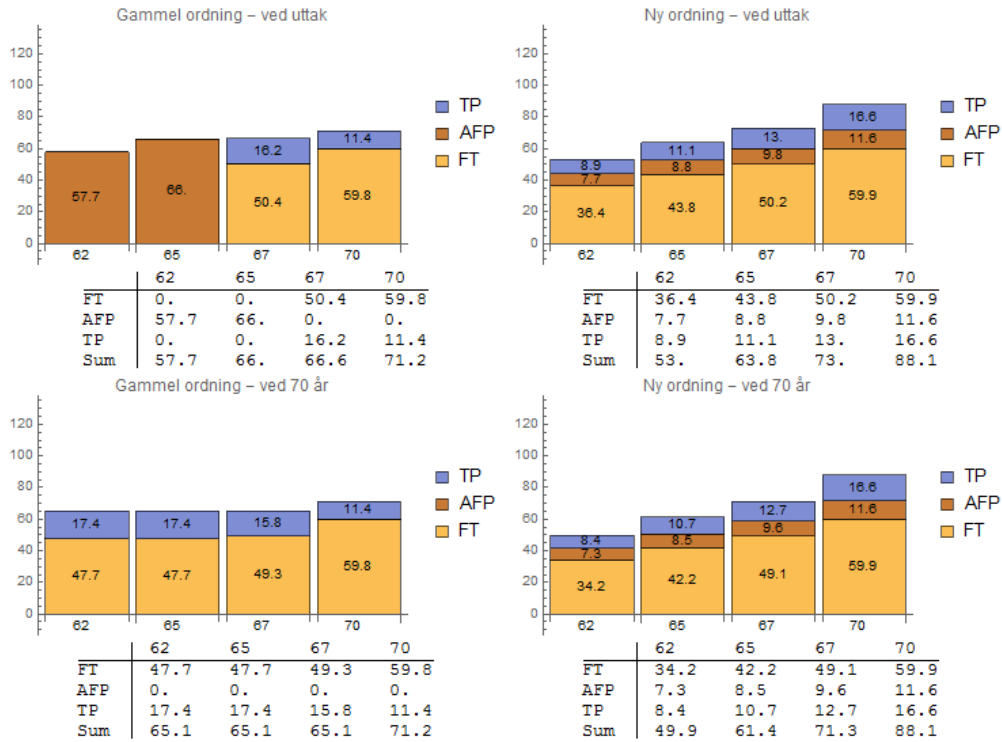 Gammel ordning – ved uttak
120
100
80
60
40
20
0
57.7
66.
16.2
50.4
11.4
59.8
62 65 67 70
TP
AFP
FT
62 65 67 70
FT 0. 0. 50.4 59.8
AFP 57.7 66. 0. 0.
TP 0. 0. 16.2 11.4
Sum 57.7 66. 66.6 71.2
Ny ordning – ved uttak
120
100
80
60
40
20
0
8.9
7.7
36.4
11.1
8.8
43.8
13.
9.8
50.2
16.6
11.6
59.9
62 65 67 70
TP
AFP
FT
62 65 67 70
FT 36.4 43.8 50.2 59.9
AFP 7.7 8.8 9.8 11.6
TP 8.9 11.1 13. 16.6
Sum 53. 63.8 73. 88.1
Gammel ordning – ved 70 år
120
100
80
60
40
20
0
17.4
47.7
17.4
47.7
15.8
49.3
11.4
59.8
62 65 67 70
TP
AFP
FT
62 65 67 70
FT 47.7 47.7 49.3 59.8
AFP 0. 0. 0. 0.
TP 17.4 17.4 15.8 11.4
Sum 65.1 65.1 65.1 71.2
Ny ordning – ved 70 år
120
100
80
60
40
20
0
8.4
7.3
34.2
10.7
8.5
42.2
12.7
9.6
49.1
16.6
11.6
59.9
62 65 67 70
TP
AFP
FT
62 65 67 70
FT 34.2 42.2 49.1 59.9
AFP 7.3 8.5 9.6 11.6
TP 8.4 10.7 12.7 16.6
Sum 49.9 61.4 71.3 88.1